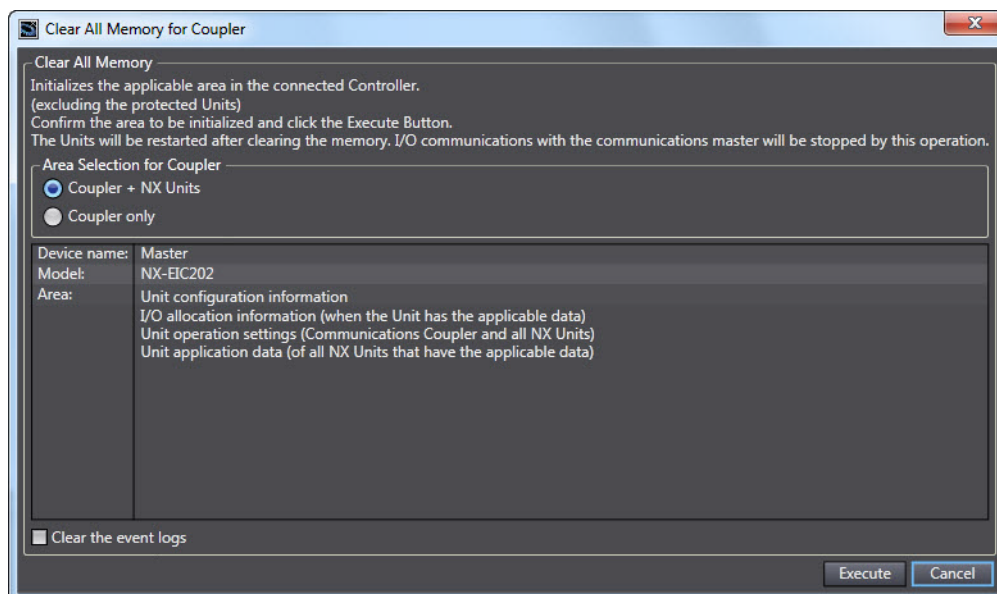 Clear All Memory for Coupler
Clear All Memory
Initializes the applicable area in the connected Controller.
(excluding the protected Units)
Confirm the area to be initialized and click the Execute Button.
The Units will be restarted after clearing the memory. I/O communications with the communications master will be stopped by this operation.
Area Selection for Coupler
Coupler + NX Units
Coupler only
Device name: Master
Model: NX-EIC202
Area: Unit configuration information
I/O allocation information (when the Unit has the applicable data)
Unit operation settings (Communications Coupler and all NX Units)
Unit application data (of all NX Units that have the applicable data)
Clear the event logs
Execute Cancel